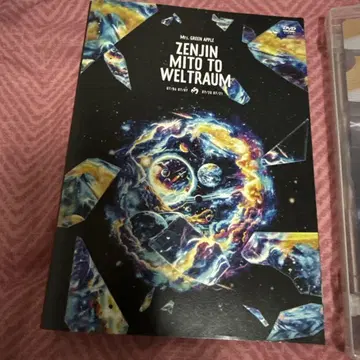 Mrs. GREEN APPLE
ZENJIN
MITO TO
WELTRAUM
DVD